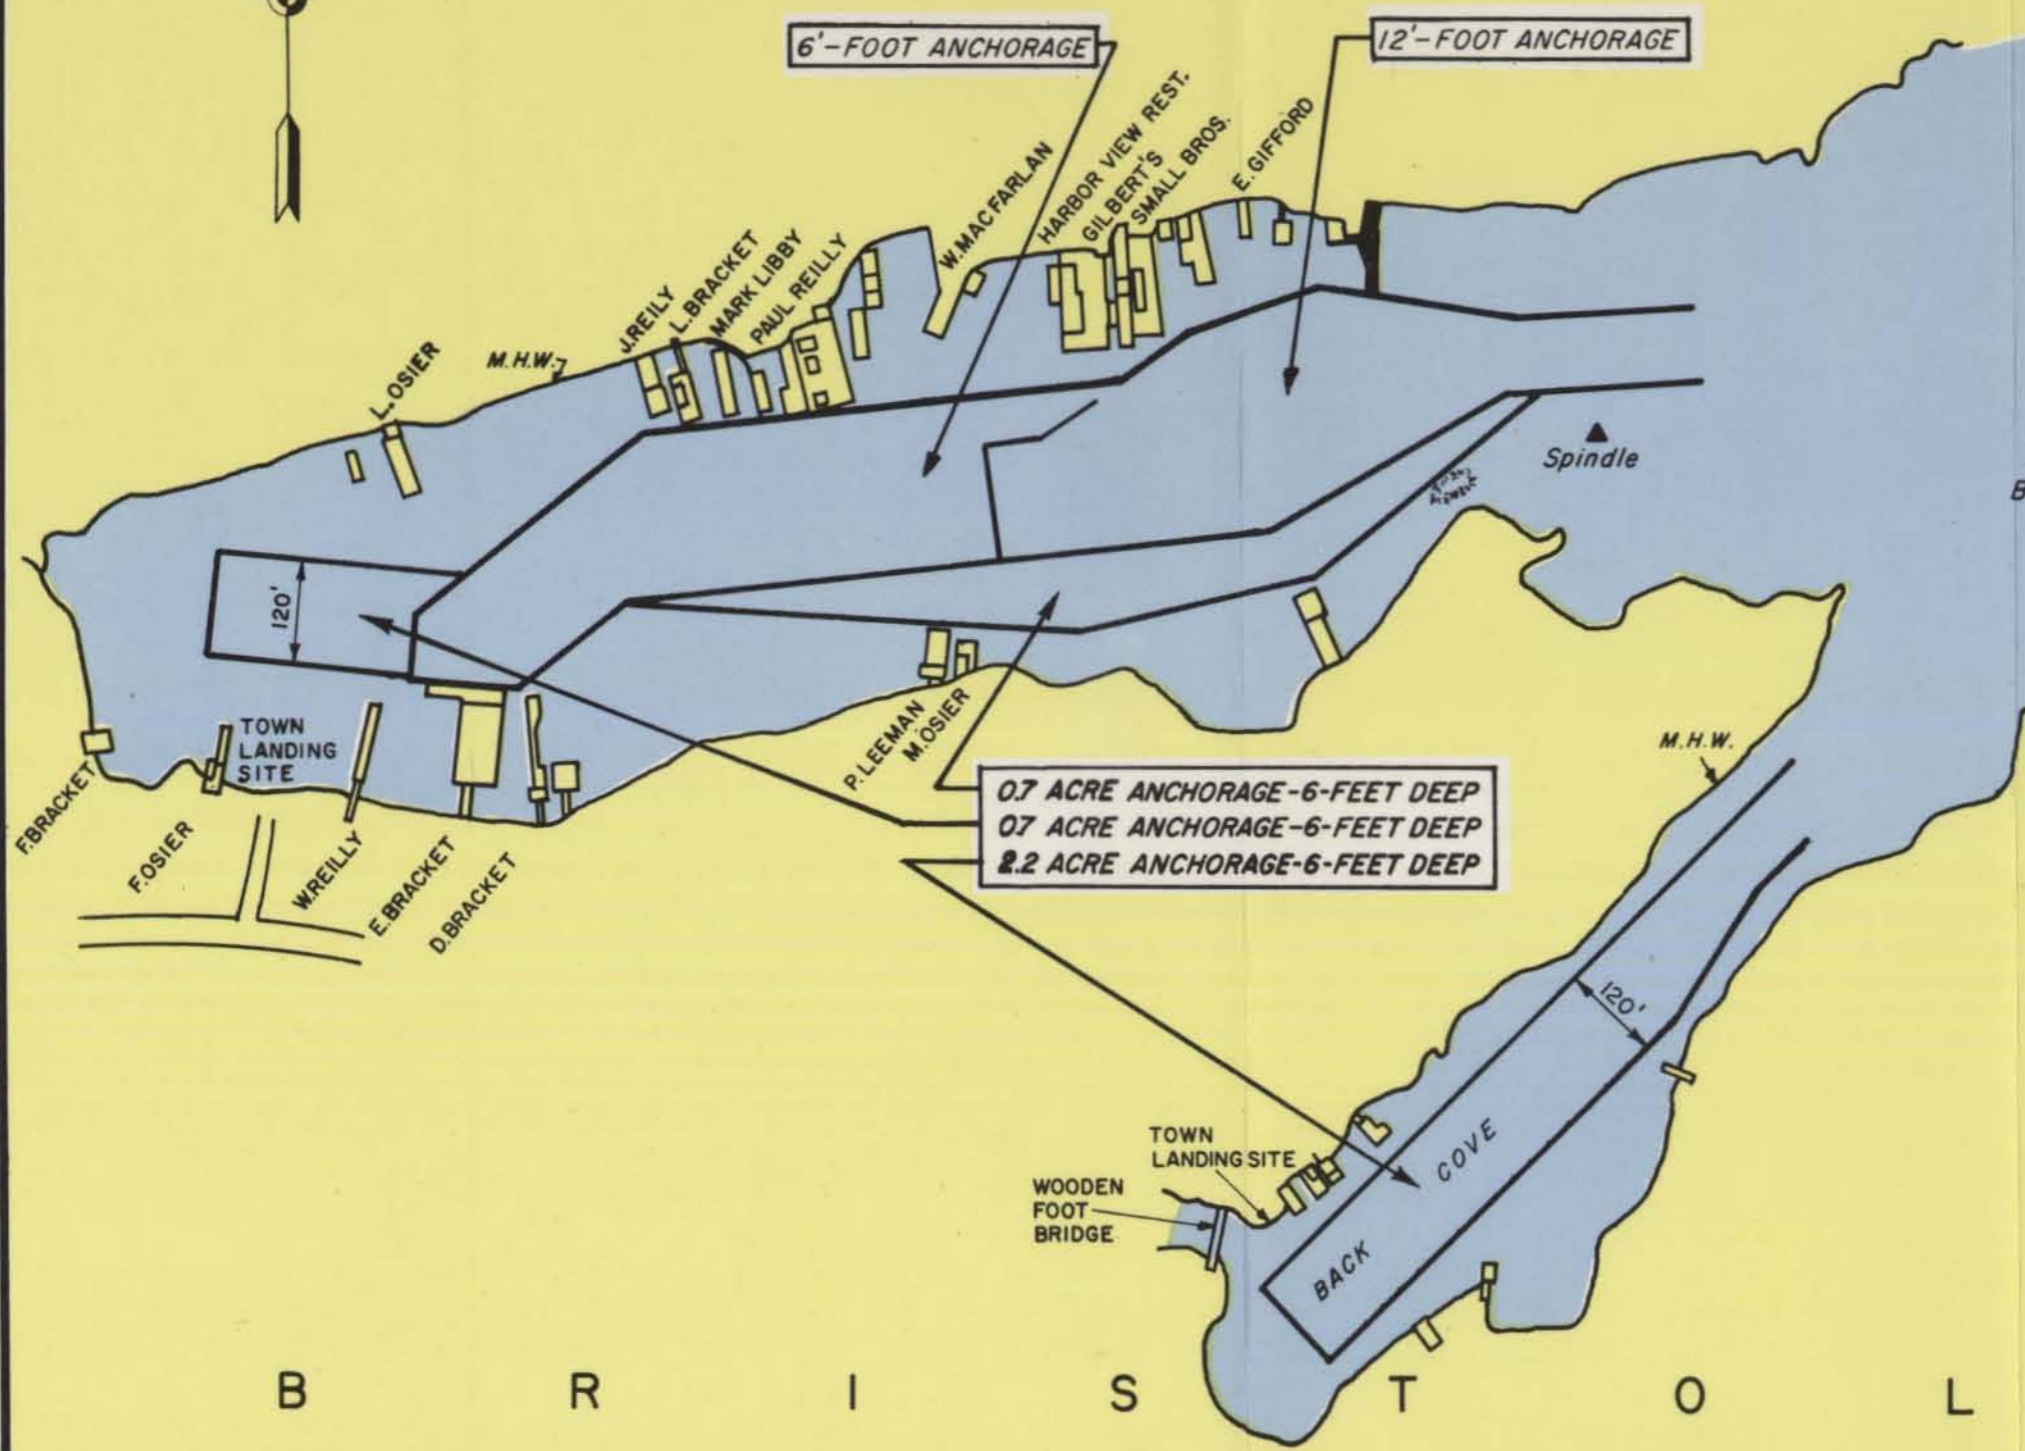 6'-FOOT ANCHORAGE
12'-FOOT ANCHORAGE
HARBOR VIEW REST.
GILBERT'S
SMALL BROS.
E. GIFFORD
W. MACFARLAN
J. REILY
L. BRACKET
MARK LIBBY
PAUL REILLY
M.H.W.
L. OSIER
Spindle
120'
TOWN
LANDING
SITE
P. LEEMAN
M. OSIER
F. BRACKET
F. OSIER
W. REILLY
E. BRACKET
D. BRACKET
0.7 ACRE ANCHORAGE-6-FEET DEEP
07 ACRE ANCHORAGE-6-FEET DEEP
2.2 ACRE ANCHORAGE-6-FEET DEEP
M.H.W.
120'
TOWN
LANDING SITE
WOODEN
FOOT
BRIDGE
BACK COVE
B R I S T O L